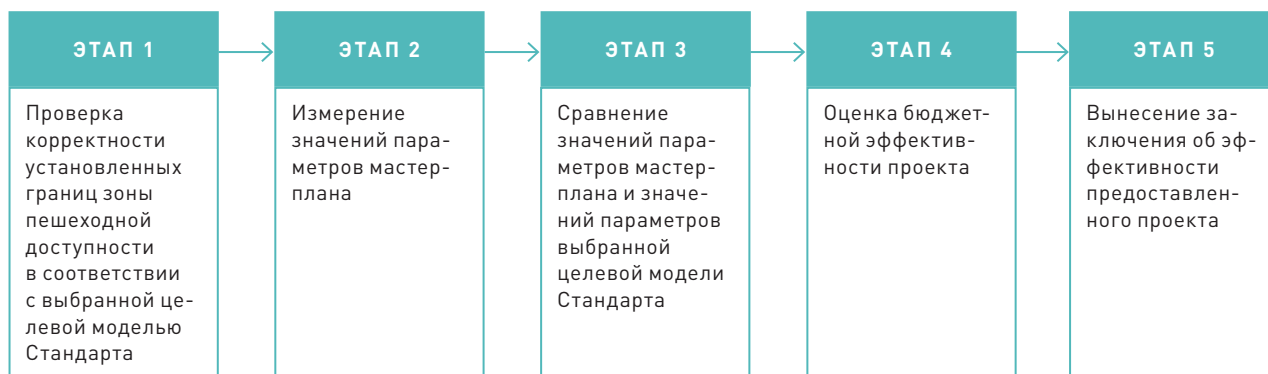 ЭТАП 1
Проверка
корректности
установленных
границ зоны
пешеходной
доступности
в соответствии
с выбранной це-
левой моделью
Стандарта
ЭТАП 2
Измерение
значений пара-
метров мастер-
плана
ЭТАП 3
Сравнение
значений пара-
метров мастер-
плана и значе-
ний параметров
выбранной
целевой модели
Стандарта
ЭТАП 4
Оценка бюджет-
ной эффектив-
ности проекта
ЭТАП 5
Вынесение за-
ключения об эф-
фективности
предоставлен-
ного проекта